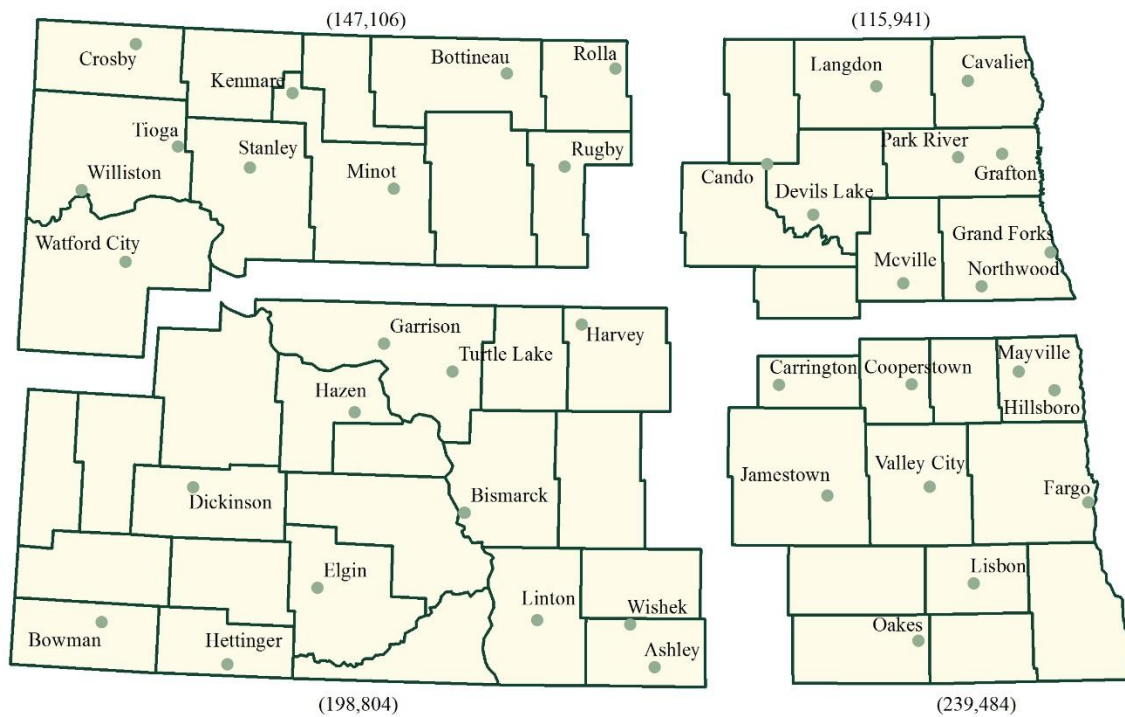 (147,106)
Crosby
Kenmare
Bottineau
Rolla
Tioga
Stanley
Williston
Minot
Rugby
Watford City
(115,941)
Langdon
Cavalier
Park River
Cando
Grafton
Devils Lake
Grand Forks
Mcville
Northwood
Garrison
Harvey
Turtle Lake
Hazen
Dickinson
Bismarck
Elgin
Linton
Wishek
Bowman
Hettinger
Ashley
(198,804)
Carrington
Cooperstown
Mayville
Hillsboro
Jamestown
Valley City
Fargo
Lisbon
Oakes
(239,484)